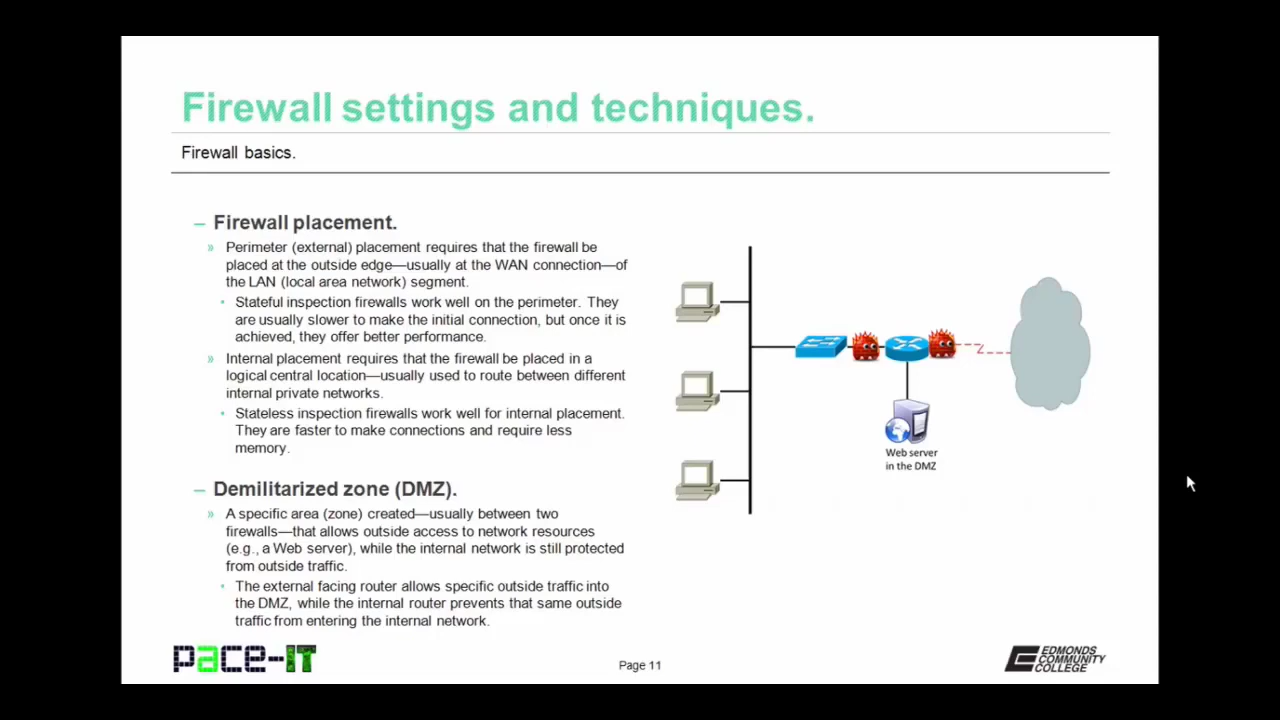 Firewall settings and techniques.
Firewall basics.
– Firewall placement.
» Perimeter (external) placement requires that the firewall be
placed at the outside edge—usually at the WAN connection—of
the LAN (local area network) segment.
• Stateful inspection firewalls work well on the perimeter. They
are usually slower to make the initial connection, but once it is
achieved, they offer better performance.
» Internal placement requires that the firewall be placed in a
logical central location—usually used to route between different
internal private networks.
• Stateless inspection firewalls work well for internal placement.
They are faster to make connections and require less
memory.
– Demilitarized zone (DMZ).
» A specific area (zone) created—usually between two
firewalls—that allows outside access to network resources
(e.g., a Web server), while the internal network is still protected
from outside traffic.
• The external facing router allows specific outside traffic into
the DMZ, while the internal router prevents that same outside
traffic from entering the internal network.
Web server
in the DMZ
pace-IT
Page 11
EDMONDS
COMMUNITY
COLLEGE